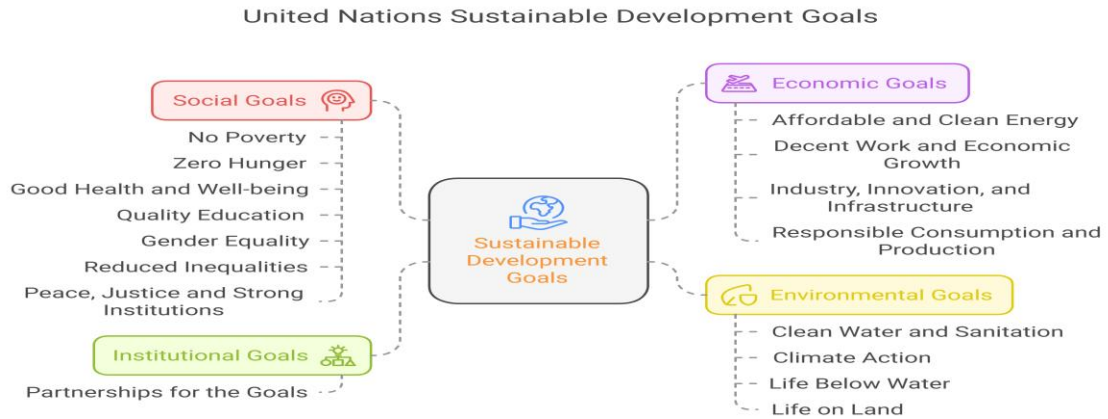 United Nations Sustainable Development Goals
Social Goals
No Poverty
Zero Hunger
Good Health and Well-being
Quality Education
Gender Equality
Reduced Inequalities
Peace, Justice and Strong
Institutions
Institutional Goals
Partnerships for the Goals
Sustainable
Development
Goals
Economic Goals
Affordable and Clean Energy
Decent Work and Economic
Growth
Industry, Innovation, and
Infrastructure
Responsible Consumption and
Production
Environmental Goals
Clean Water and Sanitation
Climate Action
Life Below Water
Life on Land